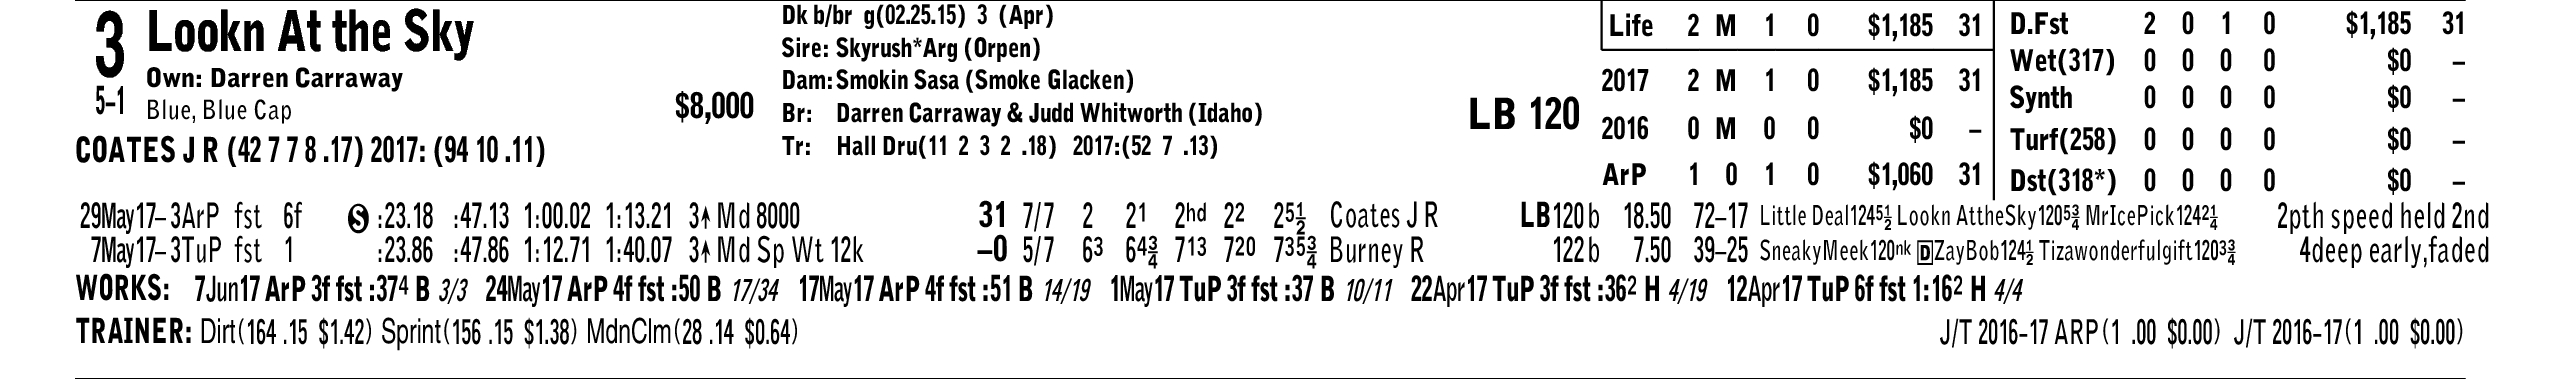 3 Lookn At the Sky
Own: Darren Carraway
5–1 Blue, Blue Cap $8,000
COATES J R (42 7 7 8 .17) 2017: (94 10 .11)
Dk b/br g(02.25.15) 3 (Apr)
Sire: Skyrush*Arg (Orpen)
Dam: Smokin Sasa (Smoke Glacken)
Br: Darren Carraway & Judd Whitworth (Idaho)
Tr: Hall Dru(11 2 3 2 .18) 2017:(52 7 .13)
LB 120
Life 2 M 1 0 $1,185 31
2017 2 M 1 0 $1,185 31
2016 0 M 0 0 $0 –
ArP 1 0 1 0 $1,060 31
D.Fst 2 0 1 0 $1,185 31
Wet(317) 0 0 0 0 $0 –
Synth 0 0 0 0 $0 –
Turf(258) 0 0 0 0 $0 –
Dst(318*) 0 0 0 0 $0 –
29May17–3ArP fst 6f Ⓢ :23.18 :47.13 1:00.02 1:13.21 3↑ Md 8000 31 7/7 2 2¹ 2ʰᵈ 2² 2⁵½ Coates J R LB120 b 18.50 72–17 Little Deal124⁵½ Lookn AttheSky120⁵¾ MrIcePick124²¼ 2pth speed held 2nd
7May17–3TuP fst 1 :23.86 :47.86 1:12.71 1:40.07 3↑ Md Sp Wt 12k –0 5/7 6³ 6⁴¾ 7¹³ 7²⁰ 7³⁵¾ Burney R 122 b 7.50 39–25 SneakyMeek120ⁿᵏ 🄳ZayBob124½ Tizawonderfulgift120³¾ 4deep early,faded
WORKS: 7Jun17 ArP 3f fst :37⁴ B 3/3 24May17 ArP 4f fst :50 B 17/34 17May17 ArP 4f fst :51 B 14/19 1May17 TuP 3f fst :37 B 10/11 22Apr17 TuP 3f fst :36² H 4/19 12Apr17 TuP 6f fst 1:16² H 4/4
TRAINER: Dirt(164 .15 $1.42) Sprint(156 .15 $1.38) MdnClm(28 .14 $0.64) J/T 2016–17 ARP(1 .00 $0.00) J/T 2016–17(1 .00 $0.00)